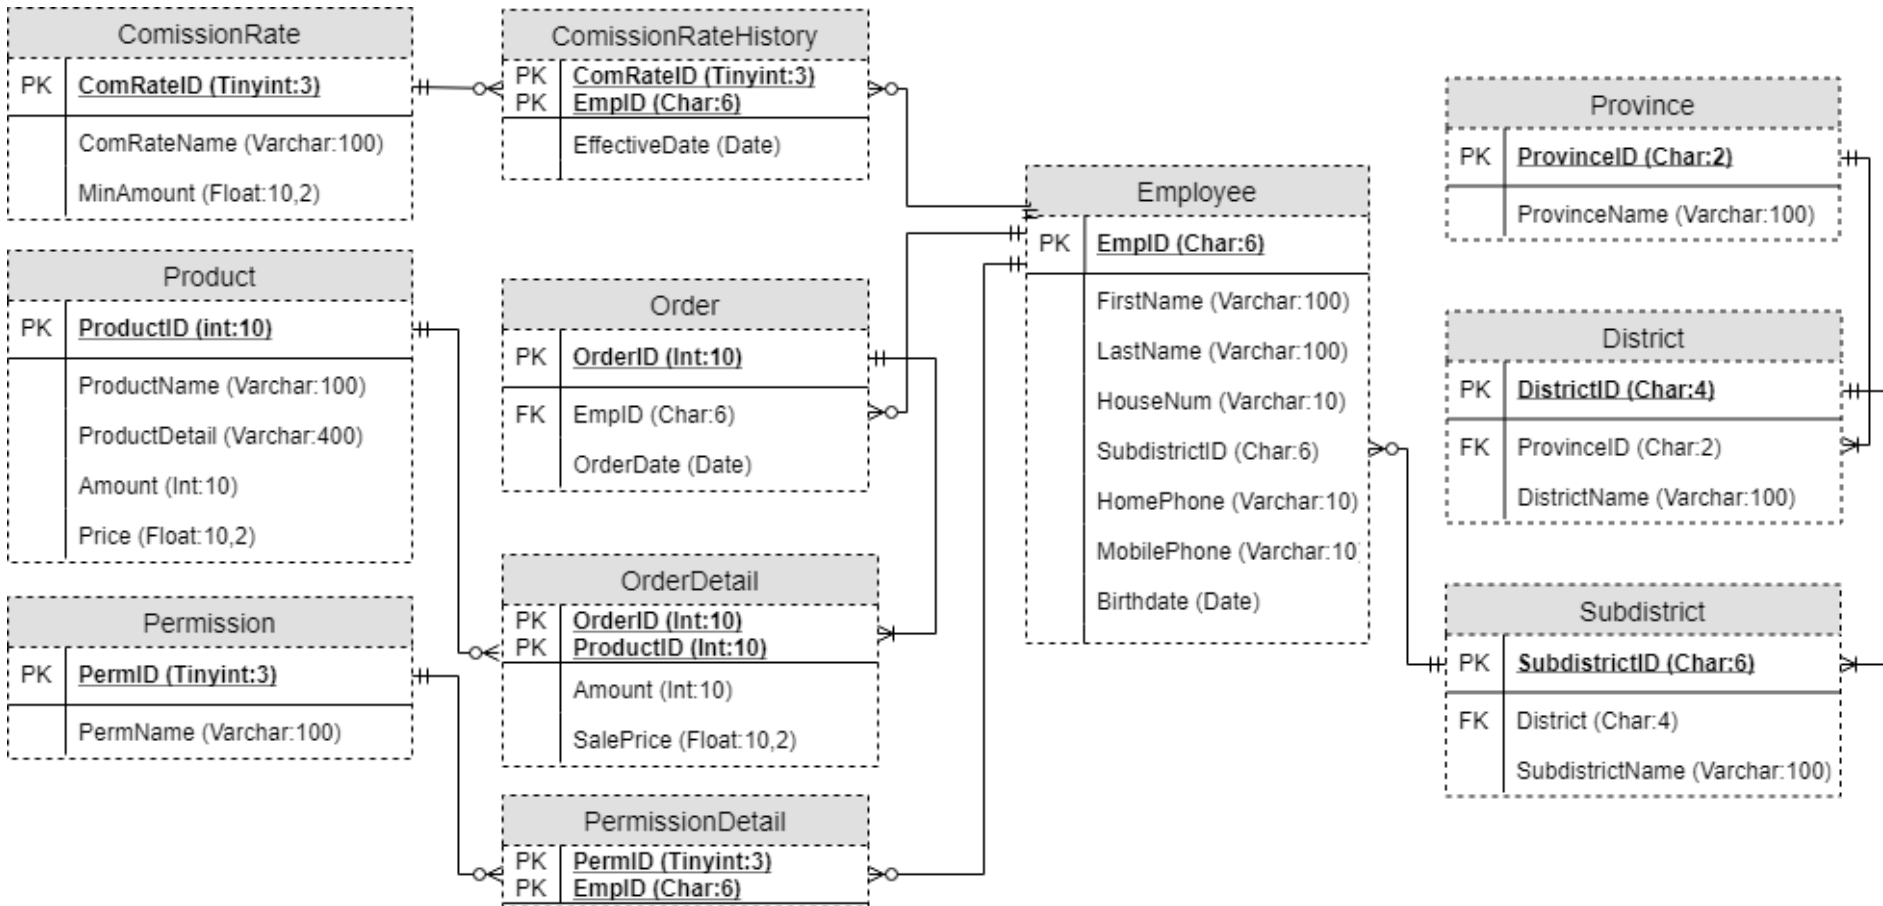 ComissionRate
PK ComRateID (Tinyint:3)
ComRateName (Varchar:100)
MinAmount (Float:10,2)
ComissionRateHistory
PK ComRateID (Tinyint:3)
PK EmpID (Char:6)
EffectiveDate (Date)
Product
PK ProductID (int:10)
ProductName (Varchar:100)
ProductDetail (Varchar:400)
Amount (Int:10)
Price (Float:10,2)
Order
PK OrderID (Int:10)
FK EmpID (Char:6)
OrderDate (Date)
OrderDetail
PK OrderID (Int:10)
PK ProductID (Int:10)
Amount (Int:10)
SalePrice (Float:10,2)
Permission
PK PermID (Tinyint:3)
PermName (Varchar:100)
PermissionDetail
PK PermID (Tinyint:3)
PK EmpID (Char:6)
Employee
PK EmpID (Char:6)
FirstName (Varchar:100)
LastName (Varchar:100)
HouseNum (Varchar:10)
SubdistrictID (Char:6)
HomePhone (Varchar:10)
MobilePhone (Varchar:10
Birthdate (Date)
Province
PK ProvinceID (Char:2)
ProvinceName (Varchar:100)
District
PK DistrictID (Char:4)
FK ProvinceID (Char:2)
DistrictName (Varchar:100)
Subdistrict
PK SubdistrictID (Char:6)
FK District (Char:4)
SubdistrictName (Varchar:100)